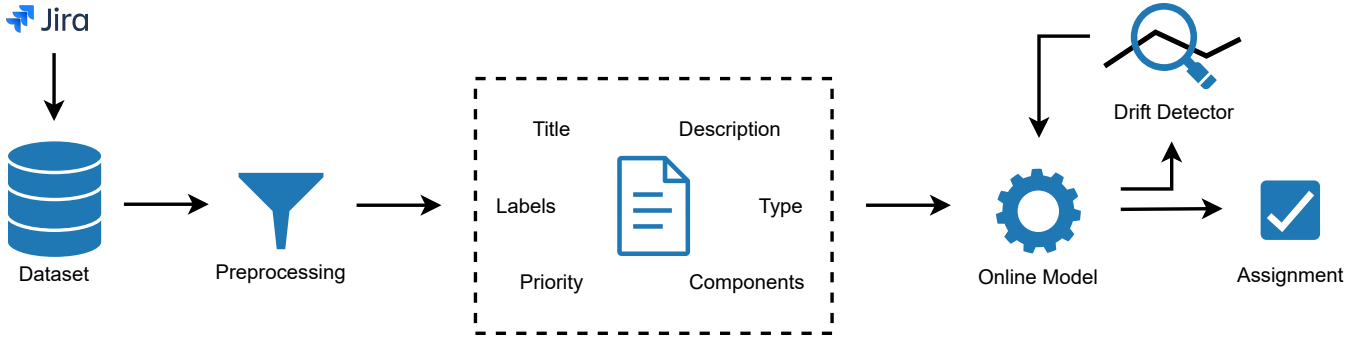 Jira
Dataset
Preprocessing
Title
Description
Labels
Type
Priority
Components
Online Model
Drift Detector
Assignment